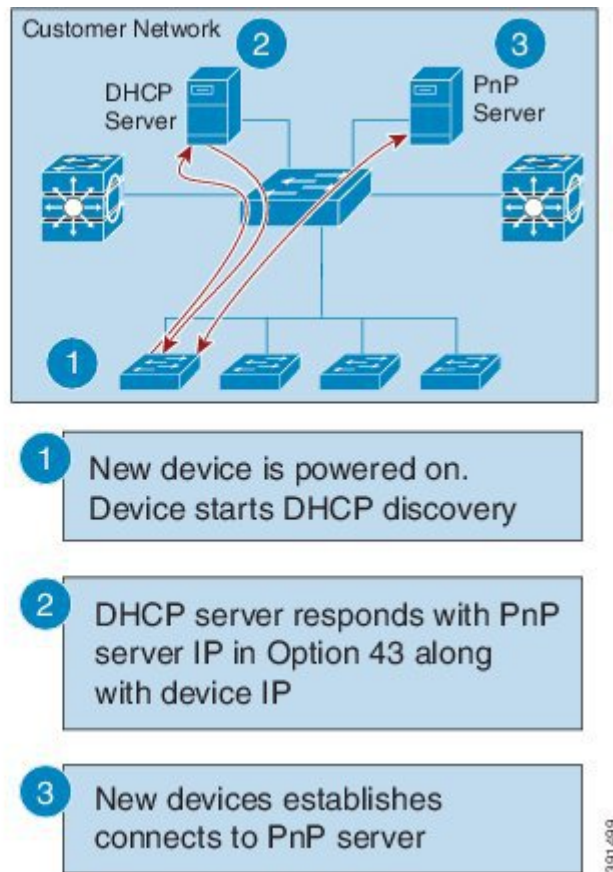 Customer Network
2
3
DHCP
Server
PnP
Server
1
1
New device is powered on.
Device starts DHCP discovery
2
DHCP server responds with PnP
server IP in Option 43 along
with device IP
3
New devices establishes
connects to PnP server
391499